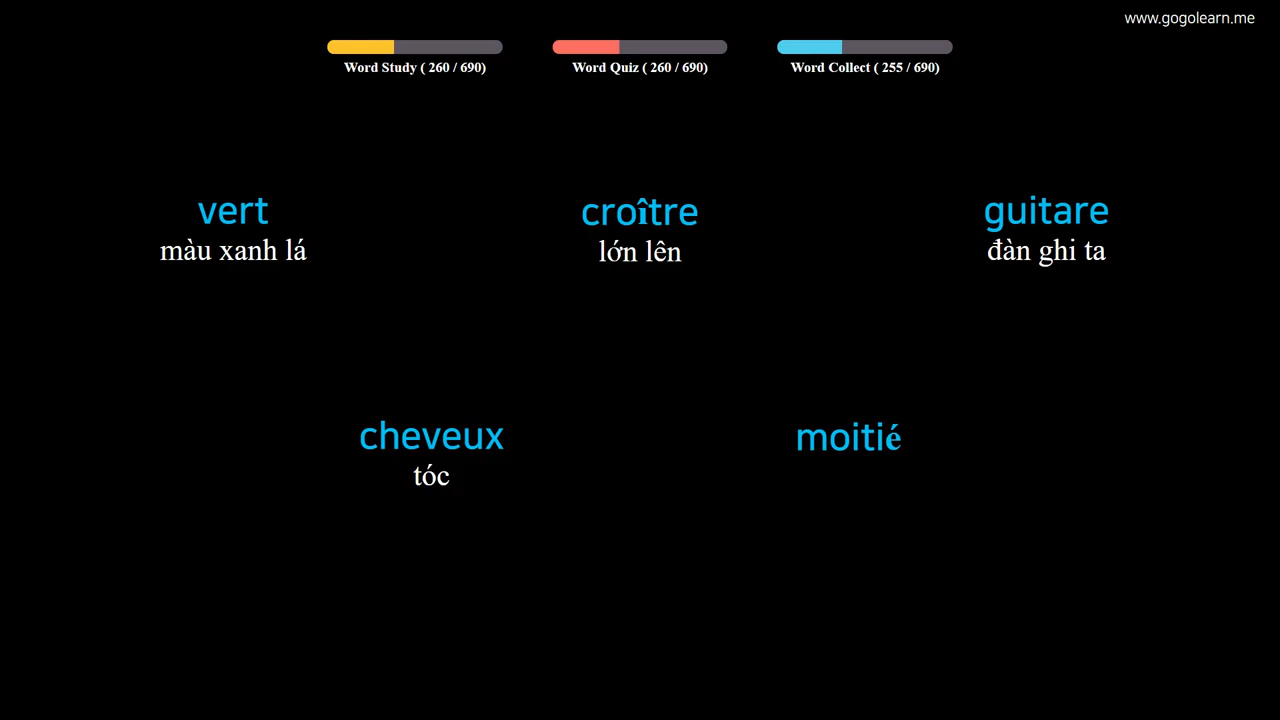 www.gogolearn.me
Word Study ( 260 / 690)
Word Quiz ( 260 / 690)
Word Collect ( 255 / 690)
vert
màu xanh lá
croître
lớn lên
guitare
đàn ghi ta
cheveux
tóc
moitié